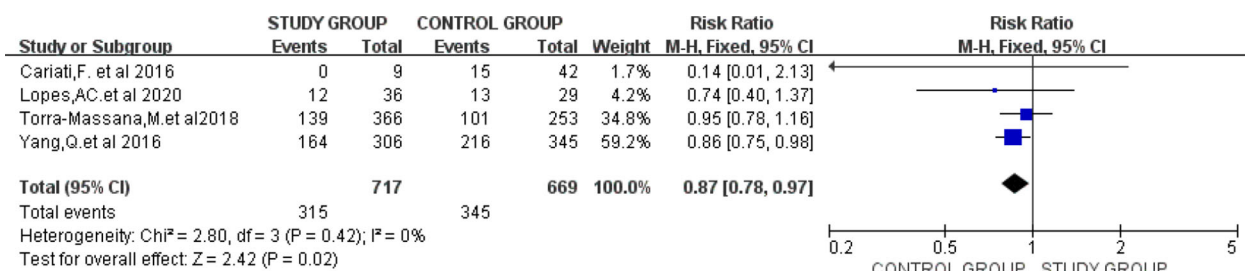 STUDY GROUP CONTROL GROUP Risk Ratio Risk Ratio
Study or Subgroup Events Total Events Total Weight M-H, Fixed, 95% CI M-H, Fixed, 95% CI
Cariati,F. et al 2016 0 9 15 42 1.7% 0.14 [0.01, 2.13]
Lopes,AC.et al 2020 12 36 13 29 4.2% 0.74 [0.40, 1.37]
Torra-Massana,M.et al2018 139 366 101 253 34.8% 0.95 [0.78, 1.16]
Yang,Q.et al 2016 164 306 216 345 59.2% 0.86 [0.75, 0.98]
Total (95% CI) 717 669 100.0% 0.87 [0.78, 0.97]
Total events 315 345
Heterogeneity: Chi² = 2.80, df = 3 (P = 0.42); I² = 0%
Test for overall effect: Z = 2.42 (P = 0.02)
0.2 0.5 1 2 5
CONTROL GROUP STUDY GROUP